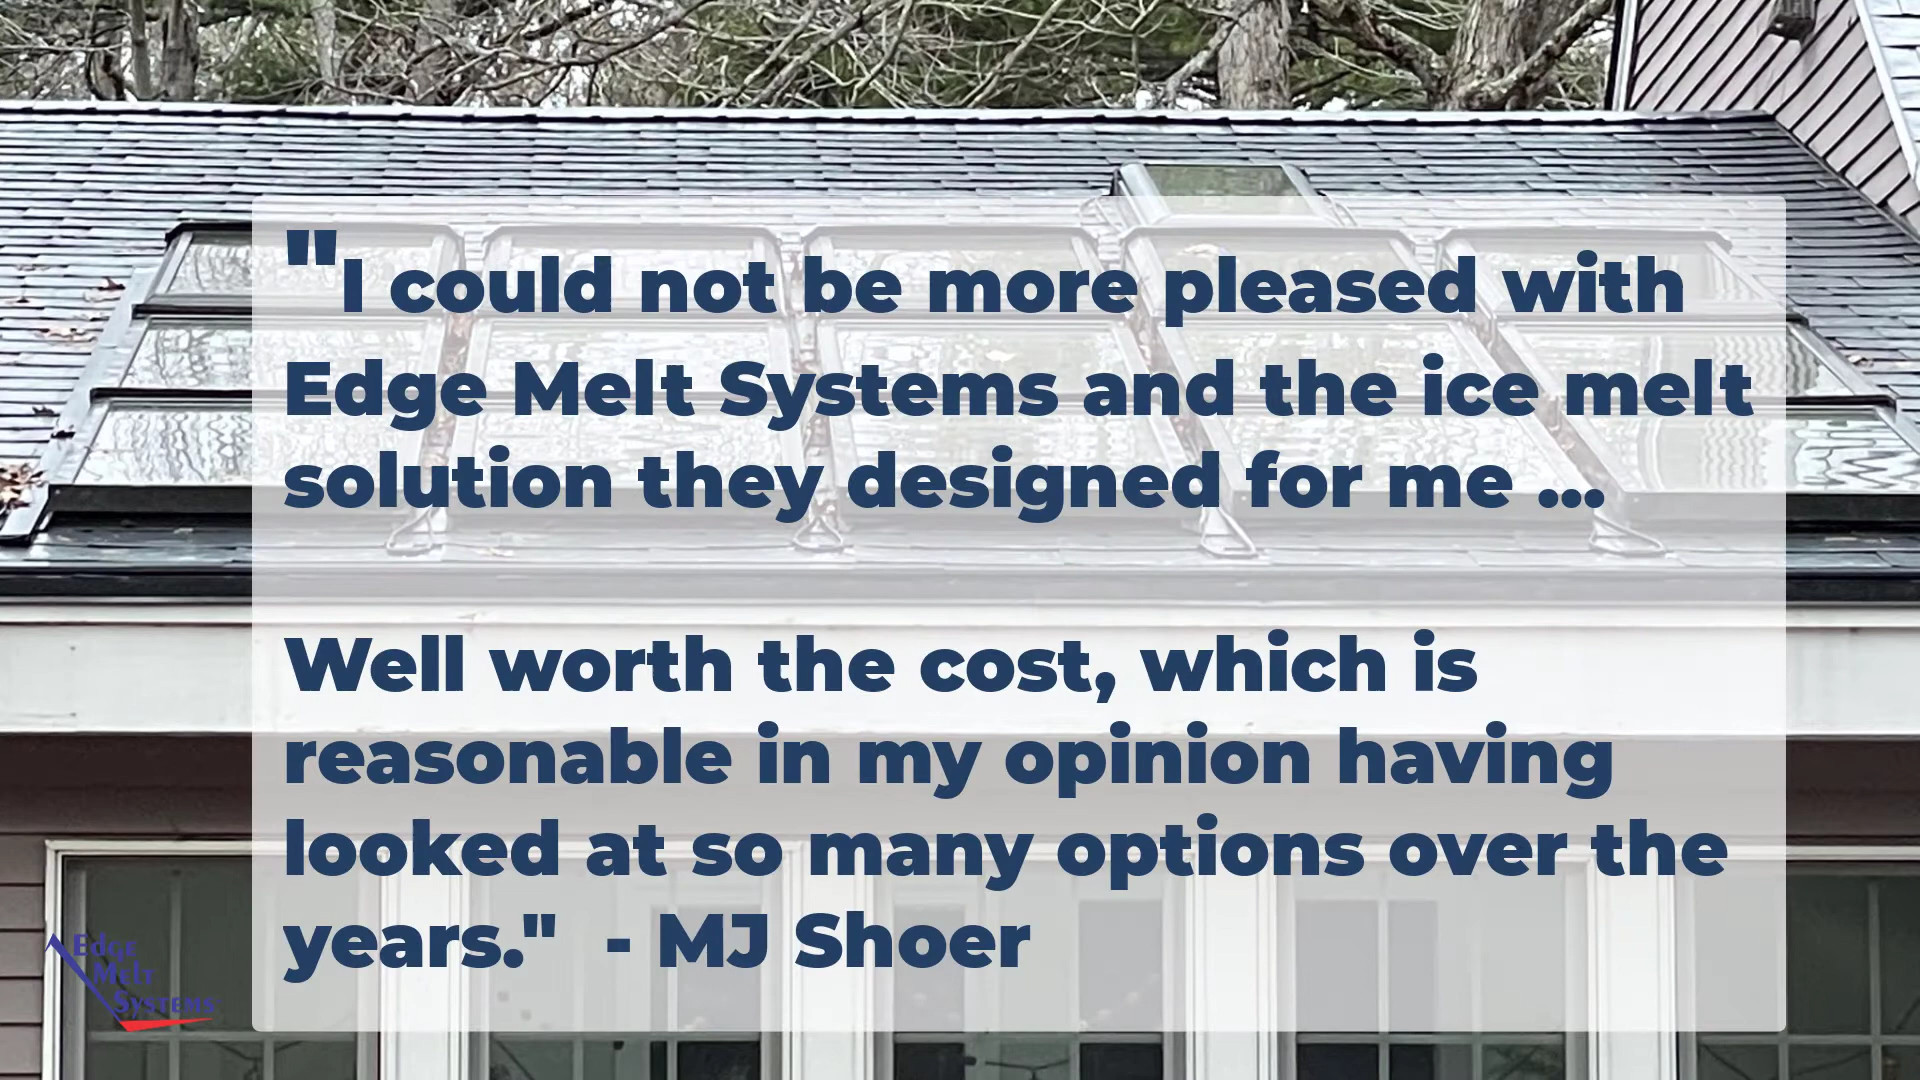 "I could not be more pleased with
Edge Melt Systems and the ice melt
solution they designed for me ...
Well worth the cost, which is
reasonable in my opinion having
looked at so many options over the
years."  - MJ Shoer
Edge
Melt
Systems